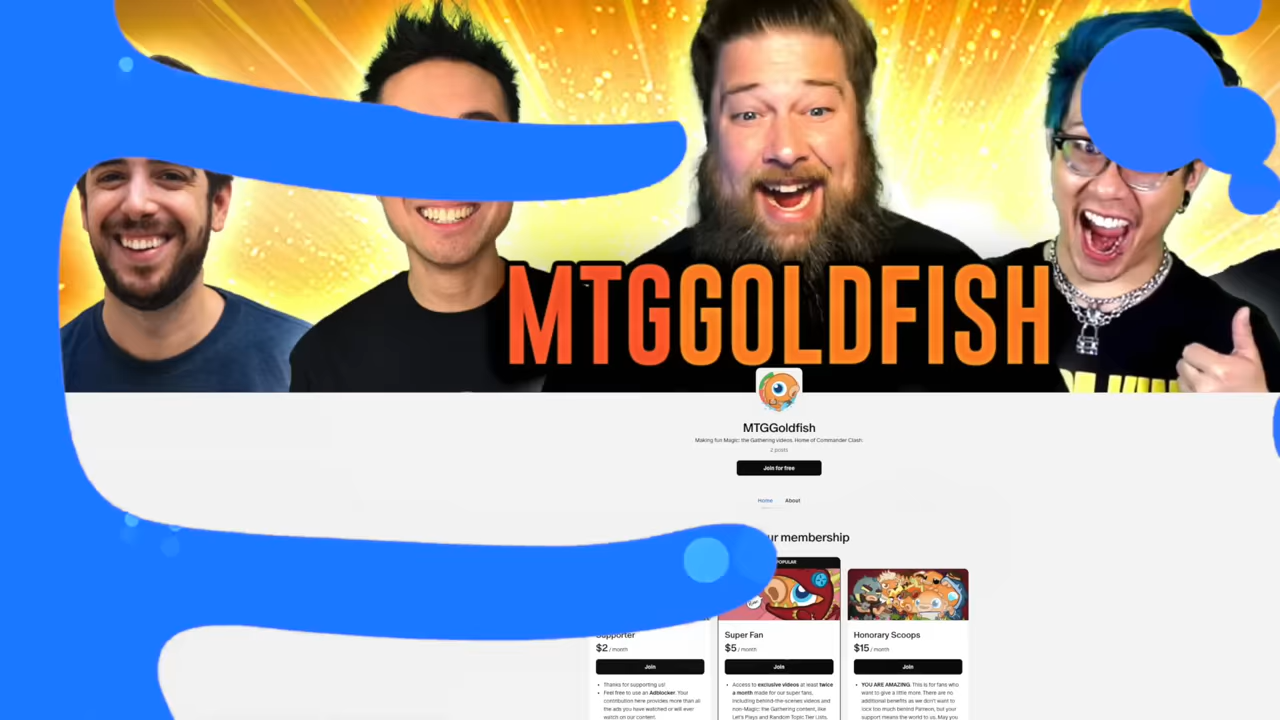 MTGGOLDFISH
MTGGoldfish
Making fun Magic: the Gathering videos. Home of Commander Clash.
2 posts
Join for free
Home
About
membership
POPULAR
Supporter
$2 / month
Join
Thanks for supporting us!
Feel free to use an Adblocker. Your
contribution here provides more than all
the ads you have watched or will ever
watch on our content.
Super Fan
$5 / month
Join
Access to exclusive videos at least twice
a month made for our super fans,
including behind-the-scenes videos and
non-Magic: the Gathering content, like
Let's Plays and Random Topic Tier Lists.
Honorary Scoops
$15 / month
Join
YOU ARE AMAZING. This is for fans who
want to give a little more. There are no
additional benefits as we don't want to
lock too much behind Patreon, but your
support means the world to us. May you